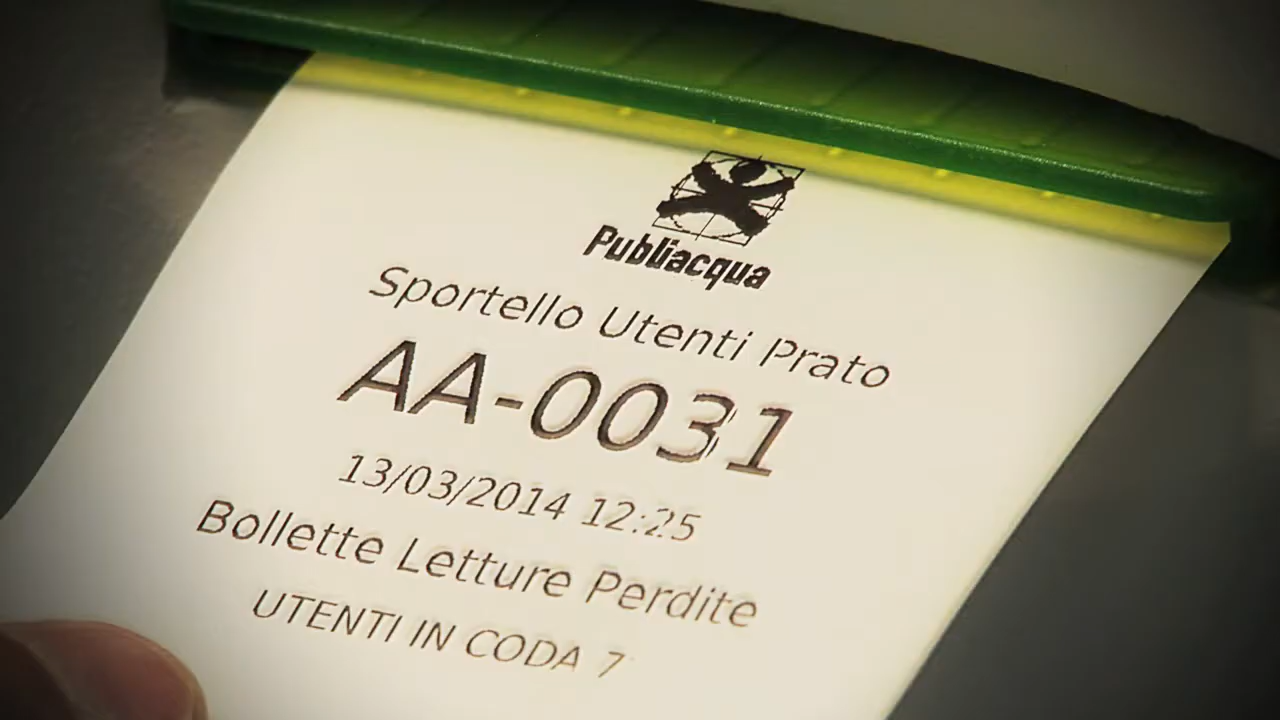 Publiacqua
Sportello Utenti Prato
AA-0031
13/03/2014 12:25
Bollette Letture Perdite
UTENTI IN CODA 7